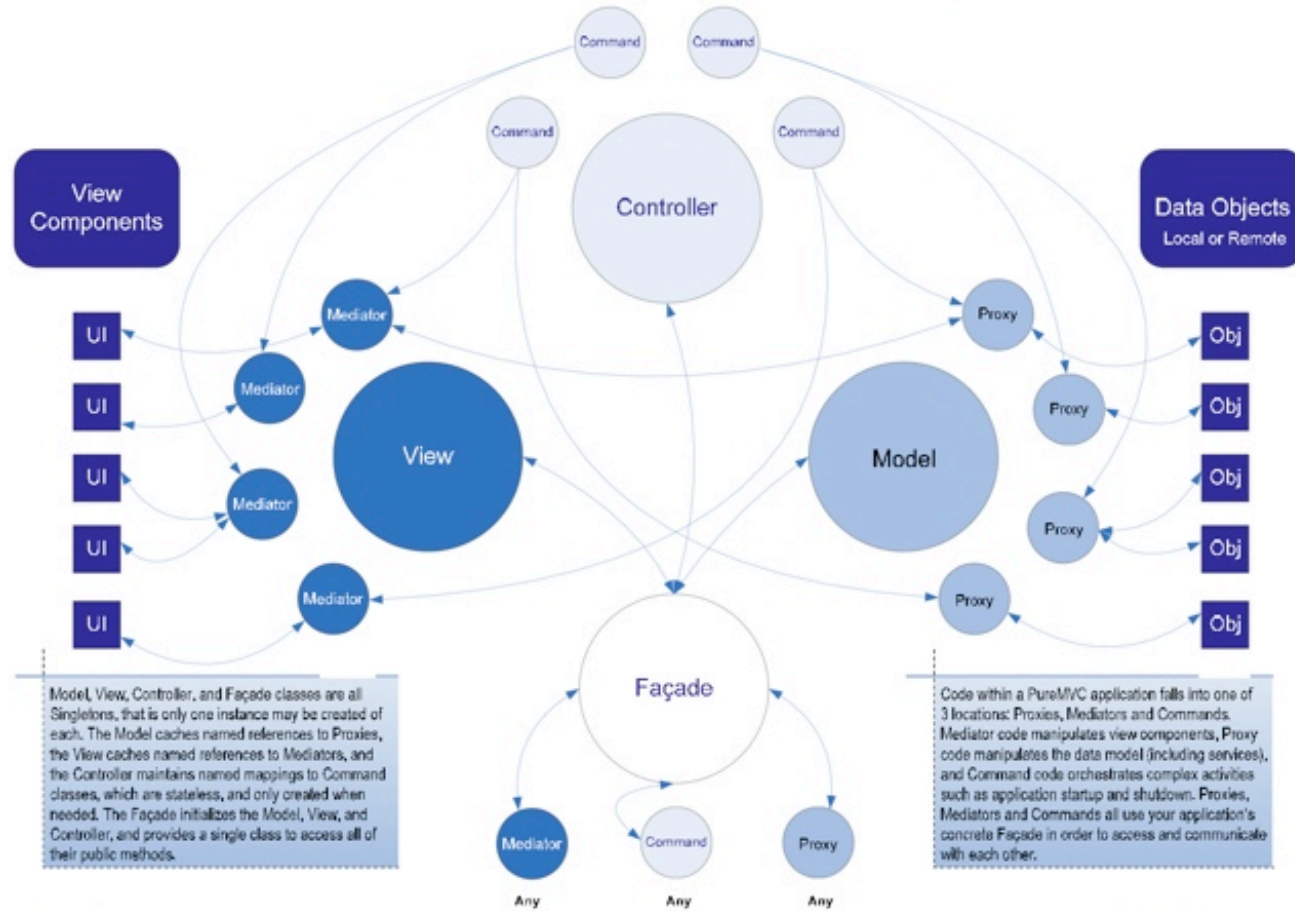 Command
Command
Command
Command
Controller
View
Components
Data Objects
Local or Remote
Mediator
Proxy
UI
Obj
Mediator
Proxy
UI
Obj
View
Model
UI
Obj
Mediator
Proxy
UI
Obj
Mediator
Proxy
UI
Obj
Façade
Model, View, Controller, and Façade classes are all
Singletons, that is only one instance may be created of
each. The Model caches named references to Proxies,
the View caches named references to Mediators, and
the Controller maintains named mappings to Command
classes, which are stateless, and only created when
needed. The Façade initializes the Model, View, and
Controller, and provides a single class to access all of
their public methods.
Code within a PureMVC application falls into one of
3 locations: Proxies, Mediators and Commands.
Mediator code manipulates view components, Proxy
code manipulates the data model (including services),
and Command code orchestrates complex activities
such as application startup and shutdown. Proxies,
Mediators and Commands all use your application's
concrete Façade in order to access and communicate
with each other.
Mediator
Command
Proxy
Any
Any
Any